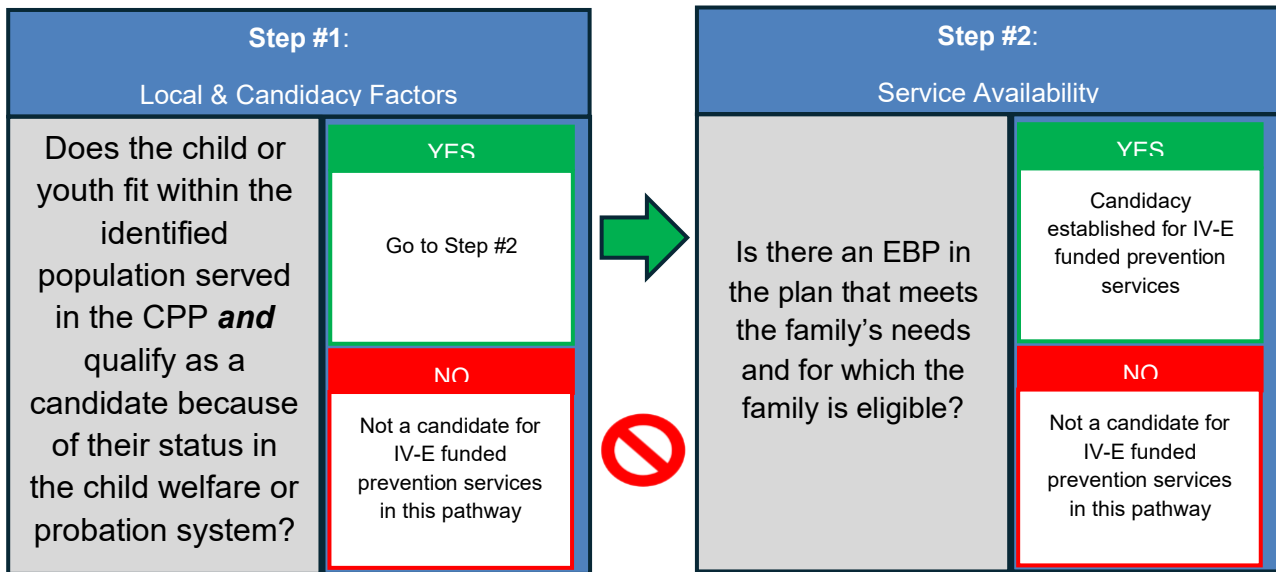 Step #1:
Local & Candidacy Factors
Does the child or
youth fit within the
identified
population served
in the CPP and
qualify as a
candidate because
of their status in
the child welfare or
probation system?
YES
Go to Step #2
NO
Not a candidate for
IV-E funded
prevention services
in this pathway
Step #2:
Service Availability
Is there an EBP in
the plan that meets
the family's needs
and for which the
family is eligible?
YES
Candidacy
established for IV-E
funded prevention
services
NO
Not a candidate for
IV-E funded
prevention services
in this pathway